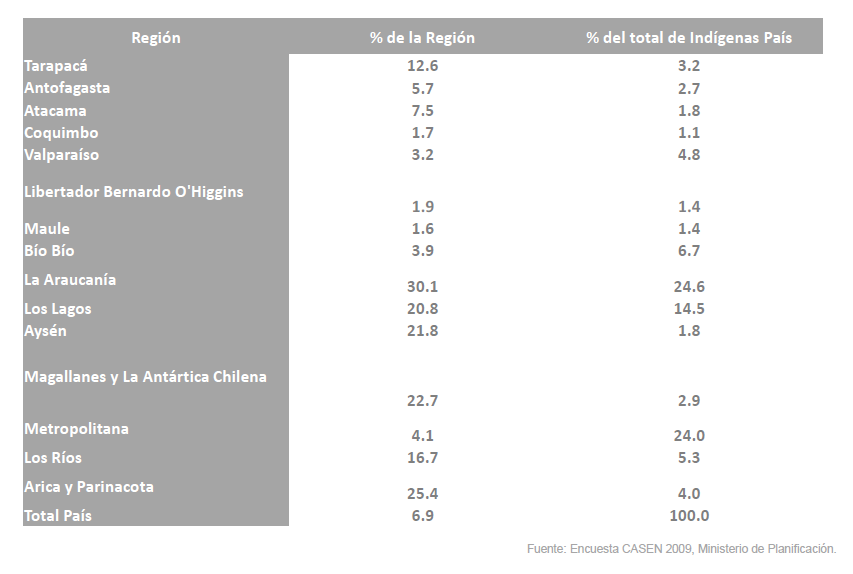 Región % de la Región % del total de Indígenas País
Tarapacá 12.6 3.2
Antofagasta 5.7 2.7
Atacama 7.5 1.8
Coquimbo 1.7 1.1
Valparaíso 3.2 4.8
Libertador Bernardo O'Higgins 1.9 1.4
Maule 1.6 1.4
Bío Bío 3.9 6.7
La Araucanía 30.1 24.6
Los Lagos 20.8 14.5
Aysén 21.8 1.8
Magallanes y La Antártica Chilena 22.7 2.9
Metropolitana 4.1 24.0
Los Ríos 16.7 5.3
Arica y Parinacota 25.4 4.0
Total País 6.9 100.0
Fuente: Encuesta CASEN 2009, Ministerio de Planificación.